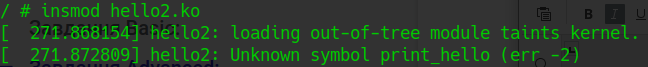 / # insmod hello2.ko
[  271.868154] hello2: loading out-of-tree module taints kernel.
[  271.872809] hello2: Unknown symbol print_hello (err -2)